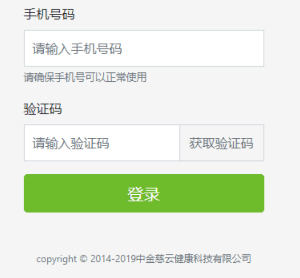 手机号码
请输入手机号码
请确保手机号可以正常使用
验证码
请输入验证码 获取验证码
登录
copyright © 2014-2019中金慈云健康科技有限公司